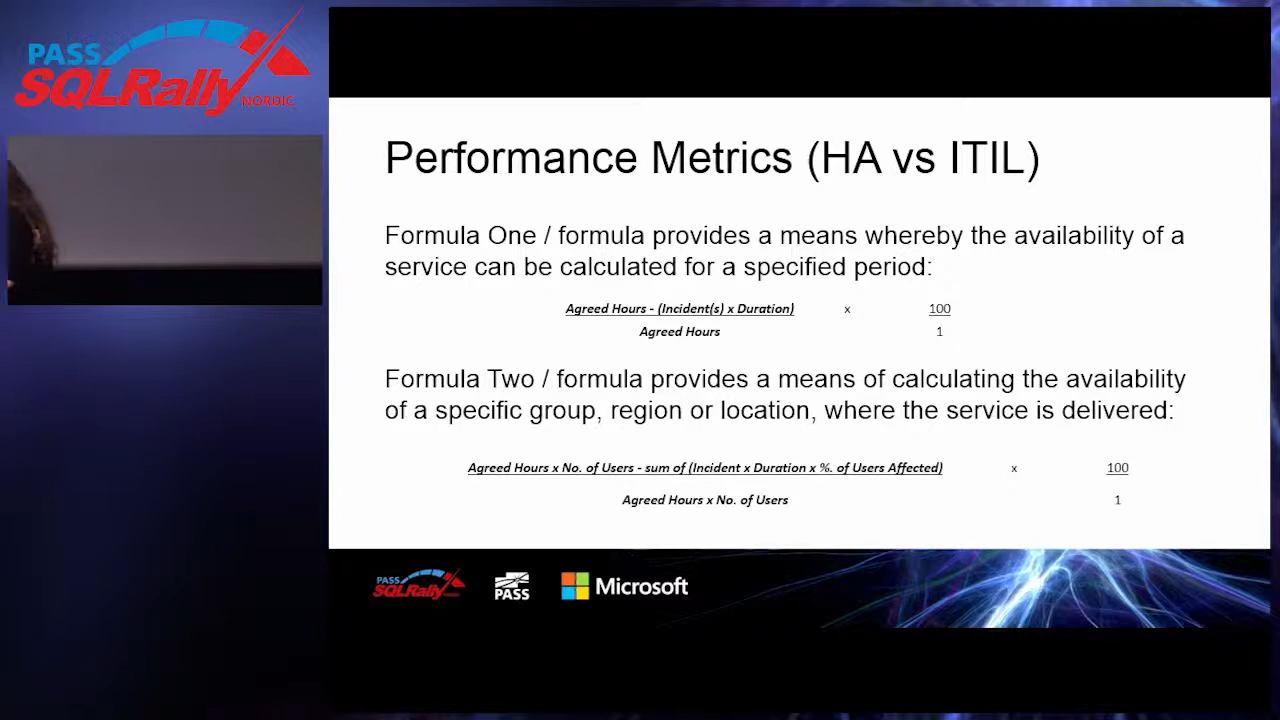 PASS
SQLRally
NORDIC
Performance Metrics (HA vs ITIL)
Formula One / formula provides a means whereby the availability of a
service can be calculated for a specified period:
Agreed Hours - (Incident(s) x Duration) x 100
Agreed Hours 1
Formula Two / formula provides a means of calculating the availability
of a specific group, region or location, where the service is delivered:
Agreed Hours x No. of Users - sum of (Incident x Duration x %. of Users Affected) x 100
Agreed Hours x No. of Users 1
PASS
SQLRally
PASS
Microsoft